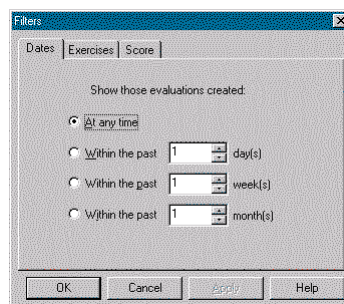 Filters
Dates Exercises Score
Show those evaluations created:
At any time
Within the past 1 day(s)
Within the past 1 week(s)
Within the past 1 month(s)
OK Cancel Apply Help